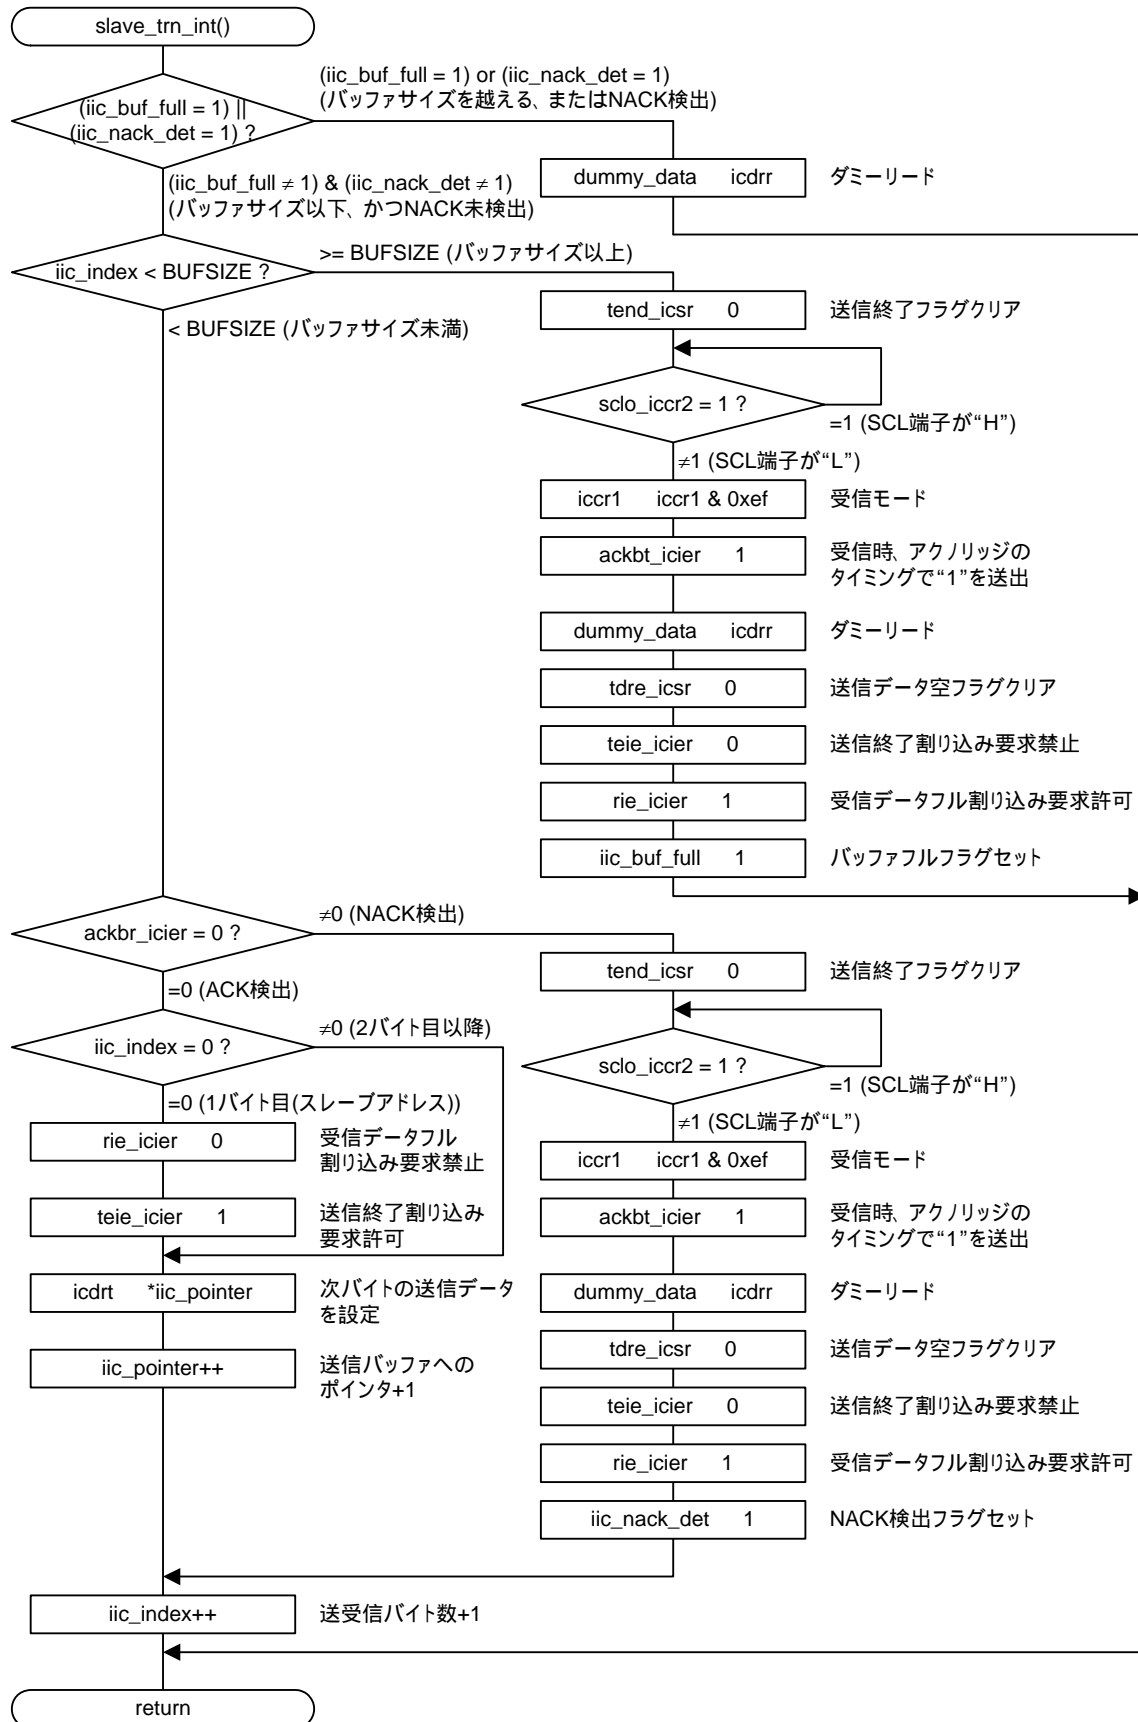 slave_trn_int()
(iic_buf_full = 1) ||
(iic_nack_det = 1) ?
(iic_buf_full = 1) or (iic_nack_det = 1)
(バッファサイズを越える、またはNACK検出)
dummy_data icdrr
ダミーリード
(iic_buf_full ≠ 1) & (iic_nack_det ≠ 1)
(バッファサイズ以下、かつNACK未検出)
iic_index < BUFSIZE ?
>= BUFSIZE (バッファサイズ以上)
< BUFSIZE (バッファサイズ未満)
tend_icsr 0
送信終了フラグクリア
sclo_iccr2 = 1 ?
=1 (SCL端子が“H”)
≠1 (SCL端子が“L”)
iccr1 iccr1 & 0xef
受信モード
ackbt_icier 1
受信時、アクノリッジの
タイミングで“1”を送出
dummy_data icdrr
ダミーリード
tdre_icsr 0
送信データ空フラグクリア
teie_icier 0
送信終了割り込み要求禁止
rie_icier 1
受信データフル割り込み要求許可
iic_buf_full 1
バッファフルフラグセット
ackbr_icier = 0 ?
≠0 (NACK検出)
=0 (ACK検出)
tend_icsr 0
送信終了フラグクリア
iic_index = 0 ?
≠0 (2バイト目以降)
=0 (1バイト目(スレーブアドレス))
sclo_iccr2 = 1 ?
=1 (SCL端子が“H”)
≠1 (SCL端子が“L”)
rie_icier 0
受信データフル
割り込み要求禁止
iccr1 iccr1 & 0xef
受信モード
teie_icier 1
送信終了割り込み
要求許可
ackbt_icier 1
受信時、アクノリッジの
タイミングで“1”を送出
icdrt *iic_pointer
次バイトの送信データ
を設定
dummy_data icdrr
ダミーリード
iic_pointer++
送信バッファへの
ポインタ+1
tdre_icsr 0
送信データ空フラグクリア
teie_icier 0
送信終了割り込み要求禁止
rie_icier 1
受信データフル割り込み要求許可
iic_nack_det 1
NACK検出フラグセット
iic_index++
送受信バイト数+1
return